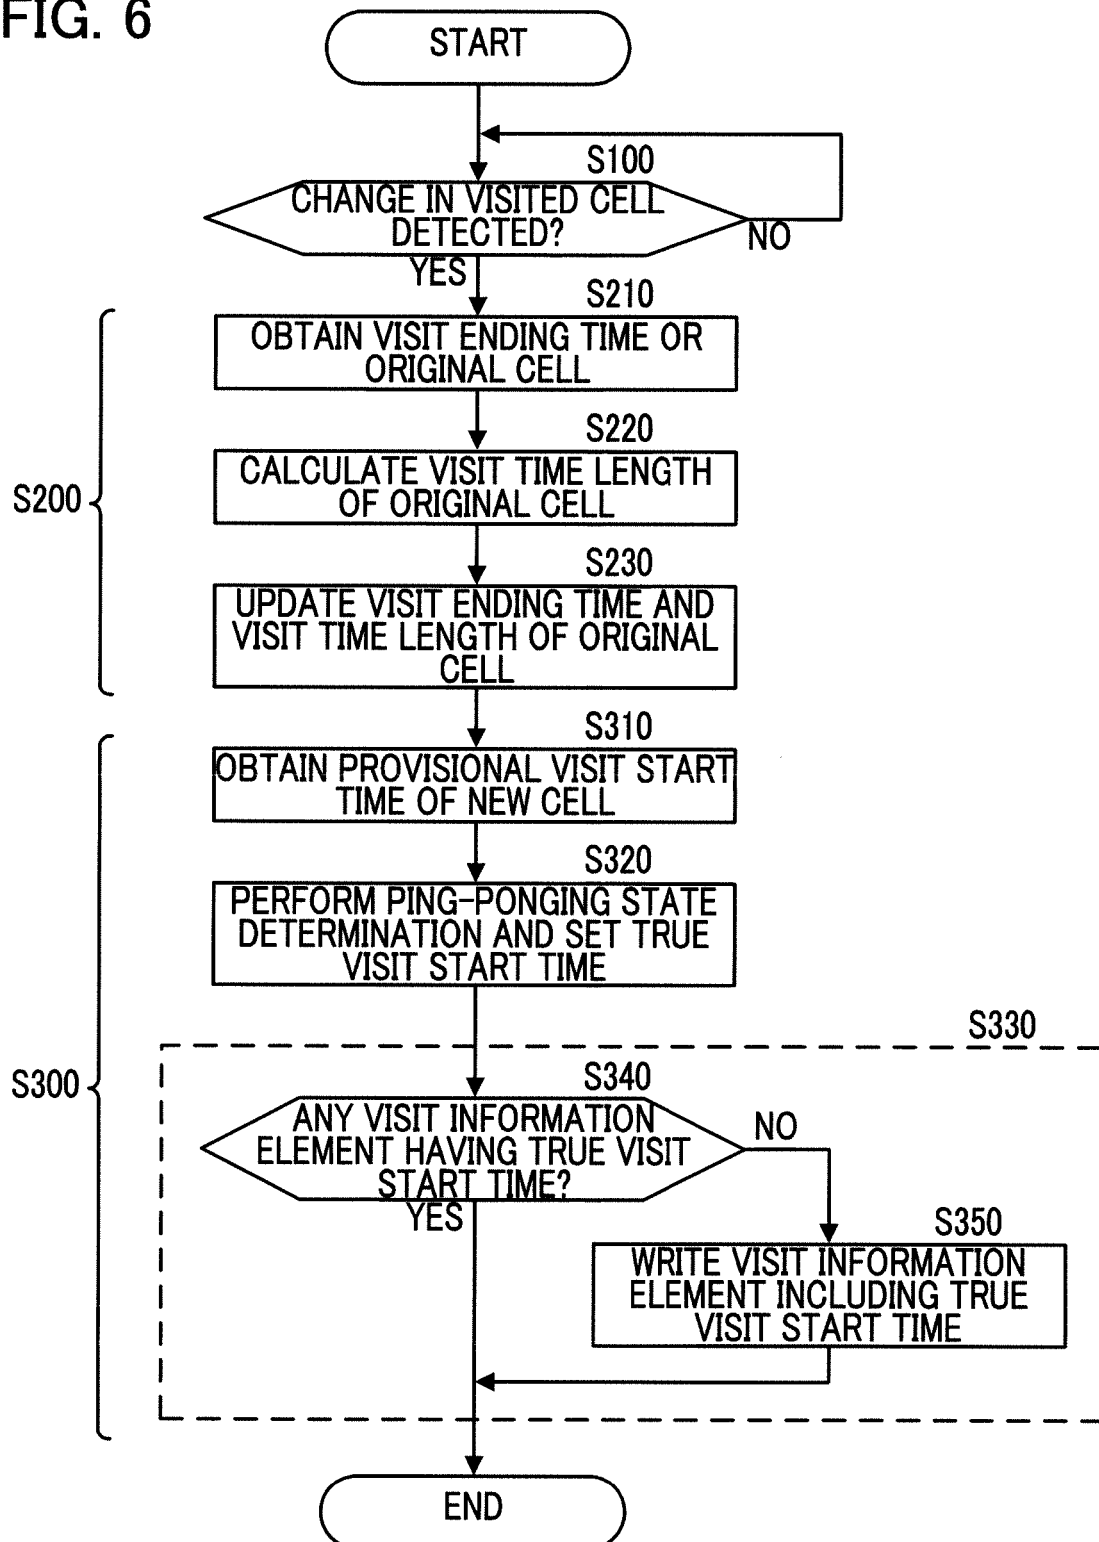 FIG. 6
START
S100
CHANGE IN VISITED CELL
DETECTED?
NO
YES
S210
OBTAIN VISIT ENDING TIME OR
ORIGINAL CELL
S220
CALCULATE VISIT TIME LENGTH
OF ORIGINAL CELL
S200
S230
UPDATE VISIT ENDING TIME AND
VISIT TIME LENGTH OF ORIGINAL
CELL
S310
OBTAIN PROVISIONAL VISIT START
TIME OF NEW CELL
S320
PERFORM PING-PONGING STATE
DETERMINATION AND SET TRUE
VISIT START TIME
S330
S300
S340
ANY VISIT INFORMATION
ELEMENT HAVING TRUE VISIT
START TIME?
NO
YES
S350
WRITE VISIT INFORMATION
ELEMENT INCLUDING TRUE
VISIT START TIME
END